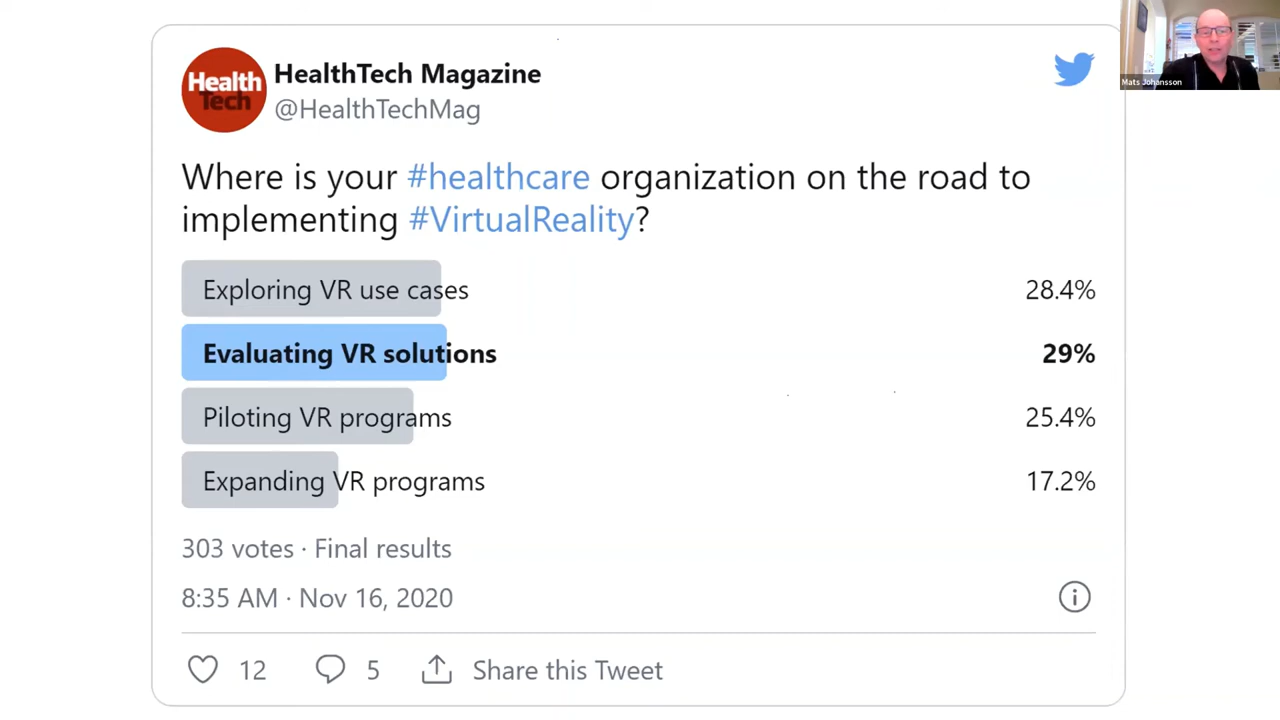 Health
Tech
HealthTech Magazine
@HealthTechMag
Mats Johansson
Where is your #healthcare organization on the road to
implementing #VirtualReality?
Exploring VR use cases 28.4%
Evaluating VR solutions 29%
Piloting VR programs 25.4%
Expanding VR programs 17.2%
303 votes · Final results
8:35 AM · Nov 16, 2020
12 5 Share this Tweet